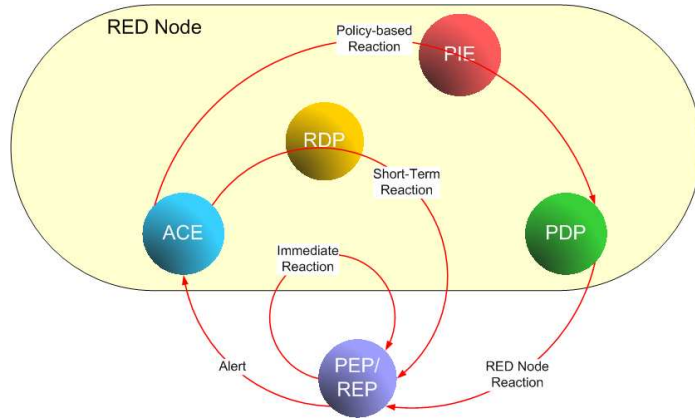 RED Node
Policy-based
Reaction
PIE
RDP
Short-Term
Reaction
ACE
PDP
Immediate
Reaction
Alert
PEP/
REP
RED Node
Reaction